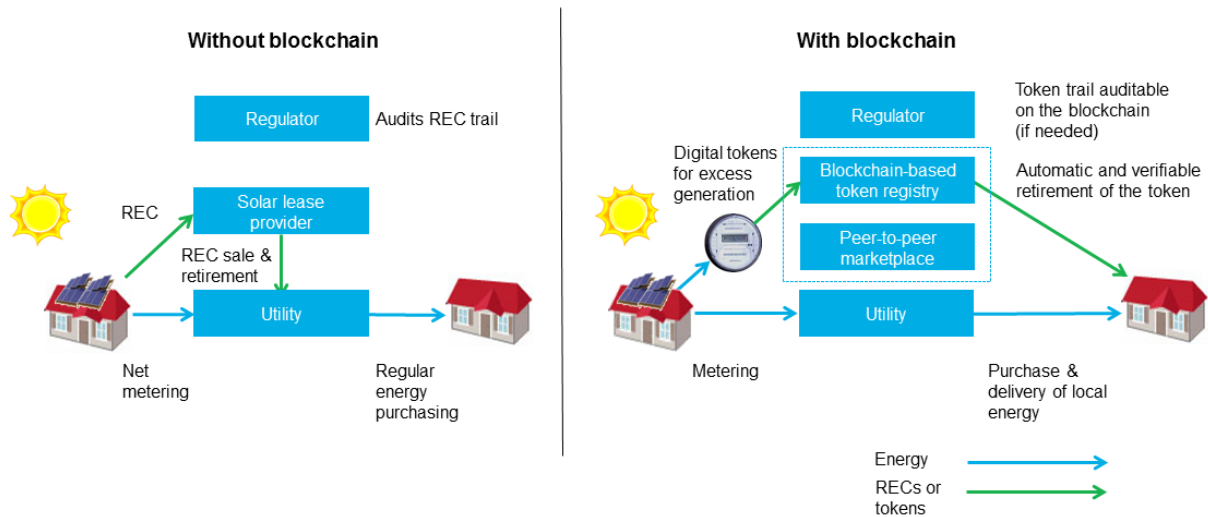 Without blockchain
Regulator
Audits REC trail
REC
Solar lease
provider
REC sale &
retirement
Utility
Net
metering
Regular
energy
purchasing
With blockchain
Regulator
Token trail auditable
on the blockchain
(if needed)
Digital tokens
for excess
generation
Blockchain-based
token registry
Automatic and verifiable
retirement of the token
Peer-to-peer
marketplace
Utility
Metering
Purchase &
delivery of local
energy
Energy
RECs or
tokens